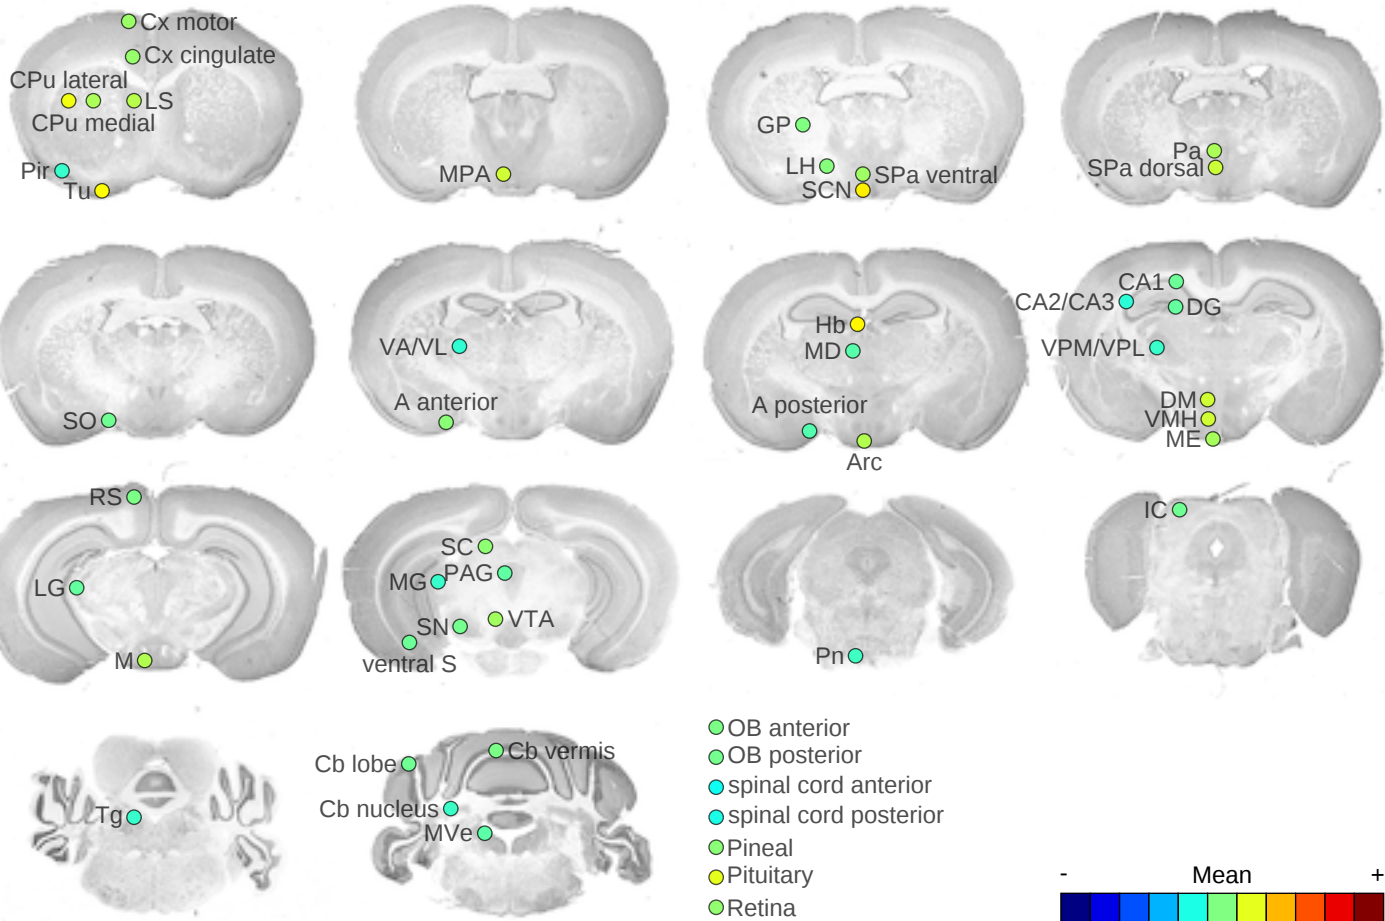 Cx motor
Cx cingulate
CPu lateral
LS
CPu medial
Pir
Tu
MPA
GP
LH
SPa ventral
SCN
Pa
SPa dorsal
SO
VA/VL
A anterior
Hb
MD
A posterior
Arc
CA1
CA2/CA3
DG
VPM/VPL
DM
VMH
ME
RS
LG
M
SC
MG
PAG
SN
VTA
ventral S
Pn
IC
Tg
Cb lobe
Cb vermis
Cb nucleus
MVe
OB anterior
OB posterior
spinal cord anterior
spinal cord posterior
Pineal
Pituitary
Retina
- Mean +